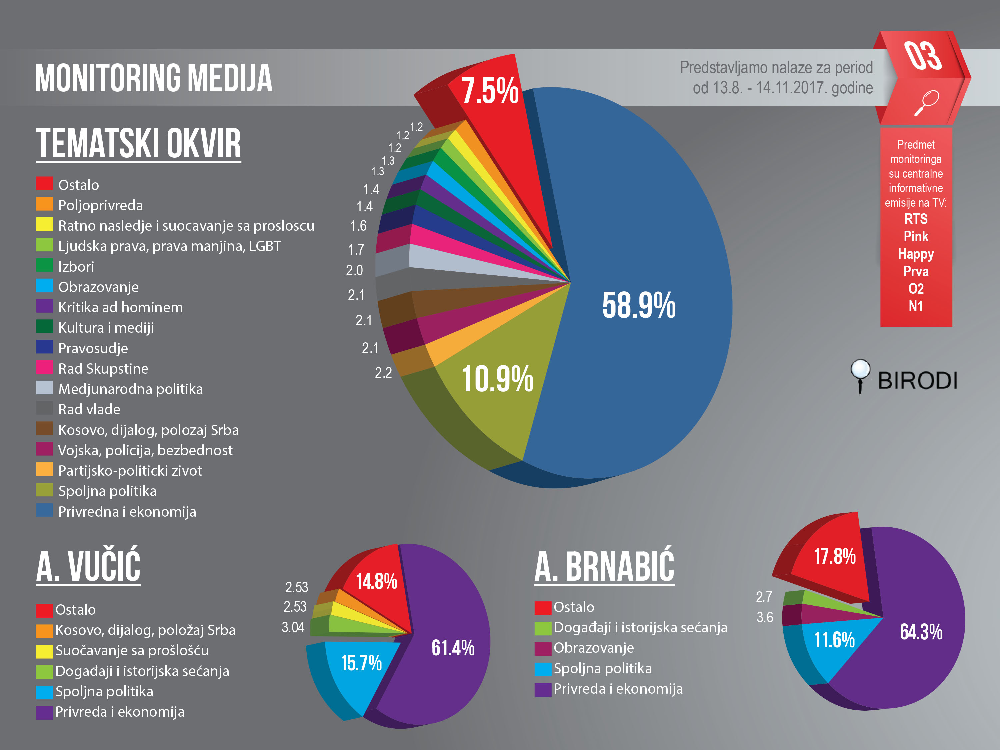 MONITORING MEDIJA
Predstavljamo nalaze za period
od 13.8. - 14.11.2017. godine
03
Predmet
monitoringa
su centralne
informativne
emisije na TV:
RTS
Pink
Happy
Prva
O2
N1
BIRODI
TEMATSKI OKVIR
Ostalo
Poljoprivreda
Ratno nasledje i suocavanje sa prosloscu
Ljudska prava, prava manjina, LGBT
Izbori
Obrazovanje
Kritika ad hominem
Kultura i mediji
Pravosudje
Rad Skupstine
Medjunarodna politika
Rad vlade
Kosovo, dijalog, polozaj Srba
Vojska, policija, bezbednost
Partijsko-politicki zivot
Spoljna politika
Privredna i ekonomija
7.5%
1.2
1.2
1.2
1.3
1.3
1.4
1.4
1.6
1.7
2.0
2.1
2.1
2.1
2.2
10.9%
58.9%
A. VUČIĆ
Ostalo
Kosovo, dijalog, položaj Srba
Suočavanje sa prošlošću
Događaji i istorijska sećanja
Spoljna politika
Privreda i ekonomija
14.8%
2.53
2.53
3.04
15.7%
61.4%
A. BRNABIĆ
Ostalo
Događaji i istorijska sećanja
Obrazovanje
Spoljna politika
Privreda i ekonomija
17.8%
2.7
3.6
11.6%
64.3%